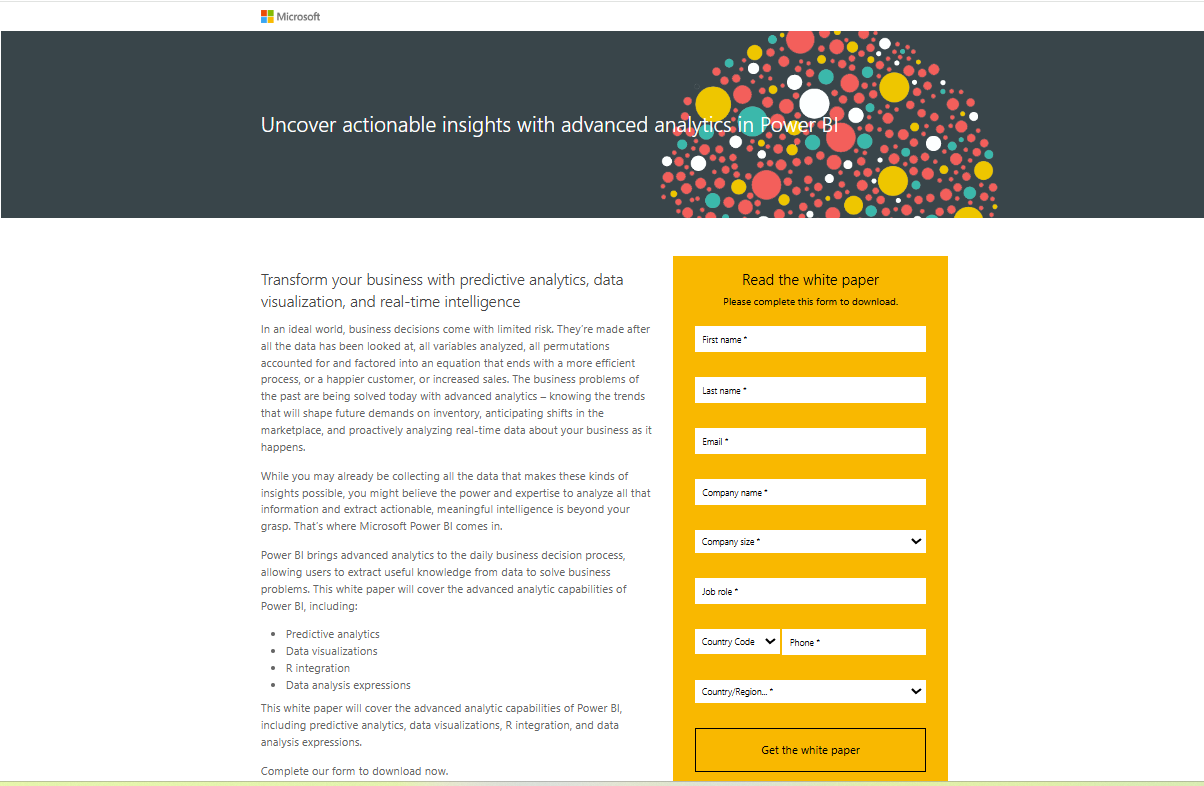 Microsoft
Uncover actionable insights with advanced analytics in Power BI
Transform your business with predictive analytics, data
visualization, and real-time intelligence
In an ideal world, business decisions come with limited risk. They’re made after
all the data has been looked at, all variables analyzed, all permutations
accounted for and factored into an equation that ends with a more efficient
process, or a happier customer, or increased sales. The business problems of
the past are being solved today with advanced analytics – knowing the trends
that will shape future demands on inventory, anticipating shifts in the
marketplace, and proactively analyzing real-time data about your business as it
happens.
While you may already be collecting all the data that makes these kinds of
insights possible, you might believe the power and expertise to analyze all that
information and extract actionable, meaningful intelligence is beyond your
grasp. That’s where Microsoft Power BI comes in.
Power BI brings advanced analytics to the daily business decision process,
allowing users to extract useful knowledge from data to solve business
problems. This white paper will cover the advanced analytic capabilities of
Power BI, including:
• Predictive analytics
• Data visualizations
• R integration
• Data analysis expressions
This white paper will cover the advanced analytic capabilities of Power BI,
including predictive analytics, data visualizations, R integration, and data
analysis expressions.
Complete our form to download now.
Read the white paper
Please complete this form to download.
First name *
Last name *
Email *
Company name *
Company size *
Job role *
Country Code Phone *
Country/Region... *
Get the white paper